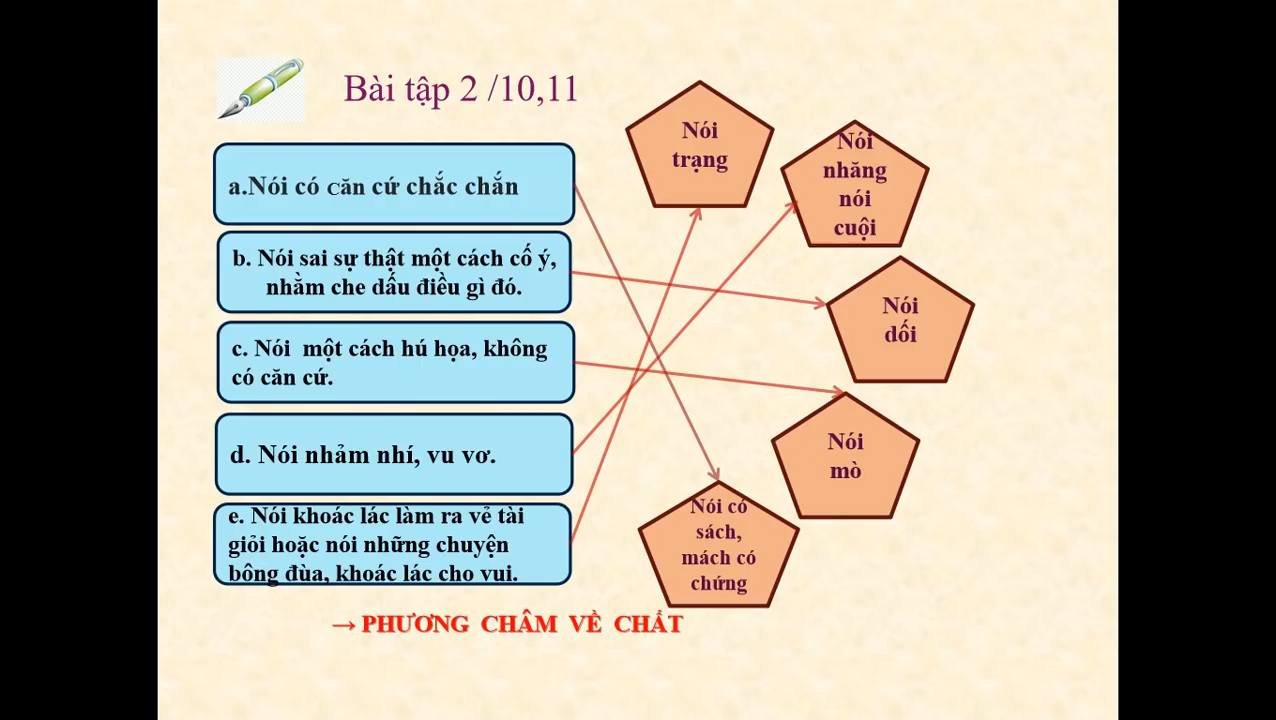 Bài tập 2 /10,11
a.Nói có căn cứ chắc chắn
b. Nói sai sự thật một cách cố ý,
nhằm che dấu điều gì đó.
c. Nói một cách hú họa, không
có căn cứ.
d. Nói nhảm nhí, vu vơ.
e. Nói khoác lác làm ra vẻ tài
giỏi hoặc nói những chuyện
bông đùa, khoác lác cho vui.
Nói
trạng
Nói
nhăng
nói
cuội
Nói
dối
Nói
mò
Nói có
sách,
mách có
chứng
→ PHƯƠNG CHÂM VỀ CHẤT